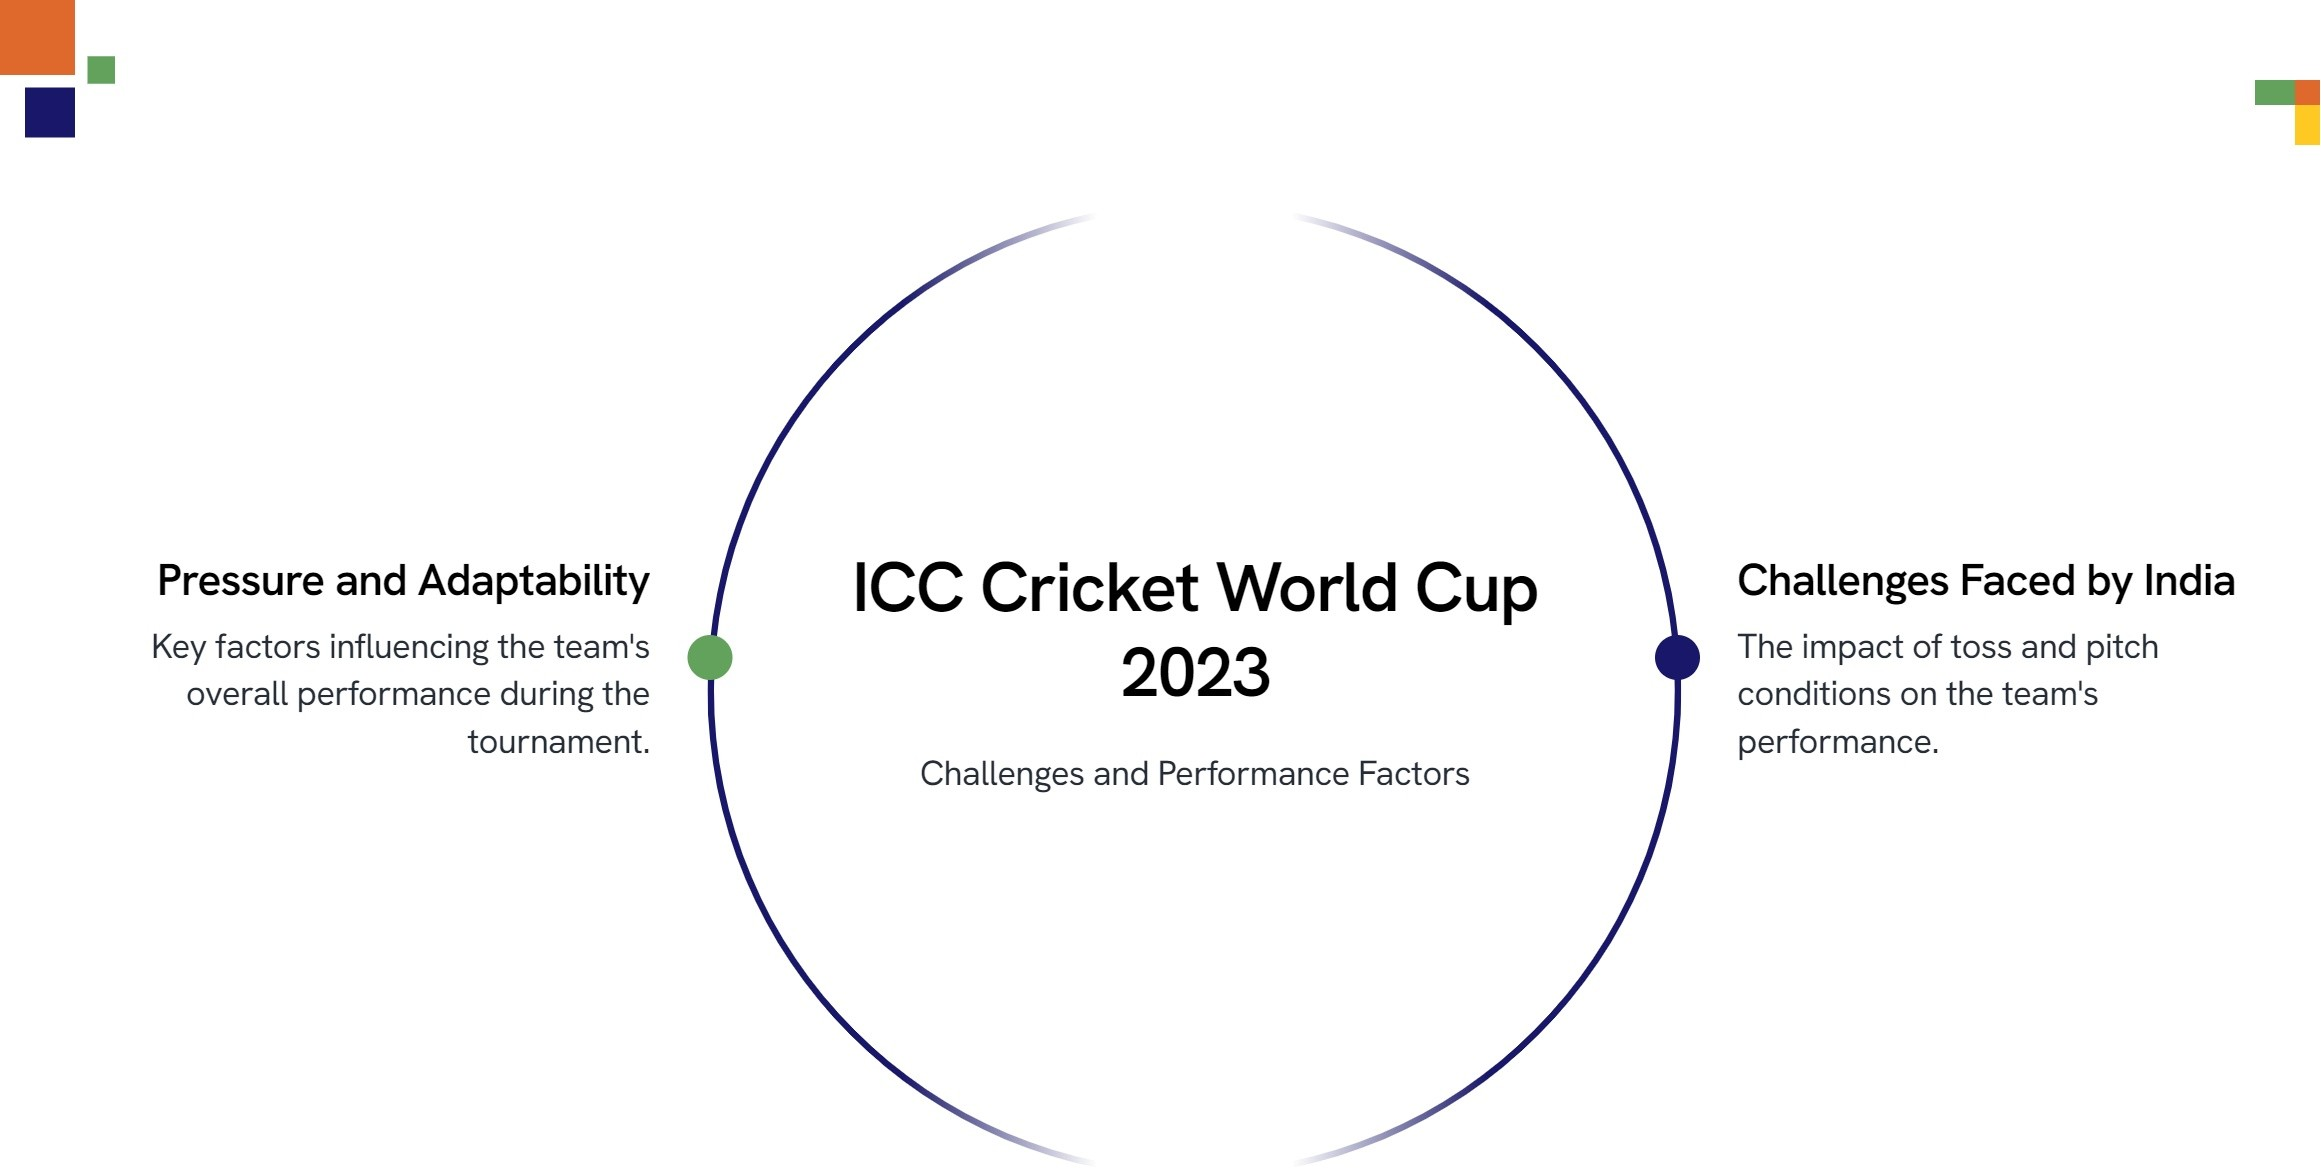 Pressure and Adaptability
Key factors influencing the team's
overall performance during the
tournament.
ICC Cricket World Cup
2023
Challenges and Performance Factors
Challenges Faced by India
The impact of toss and pitch
conditions on the team's
performance.